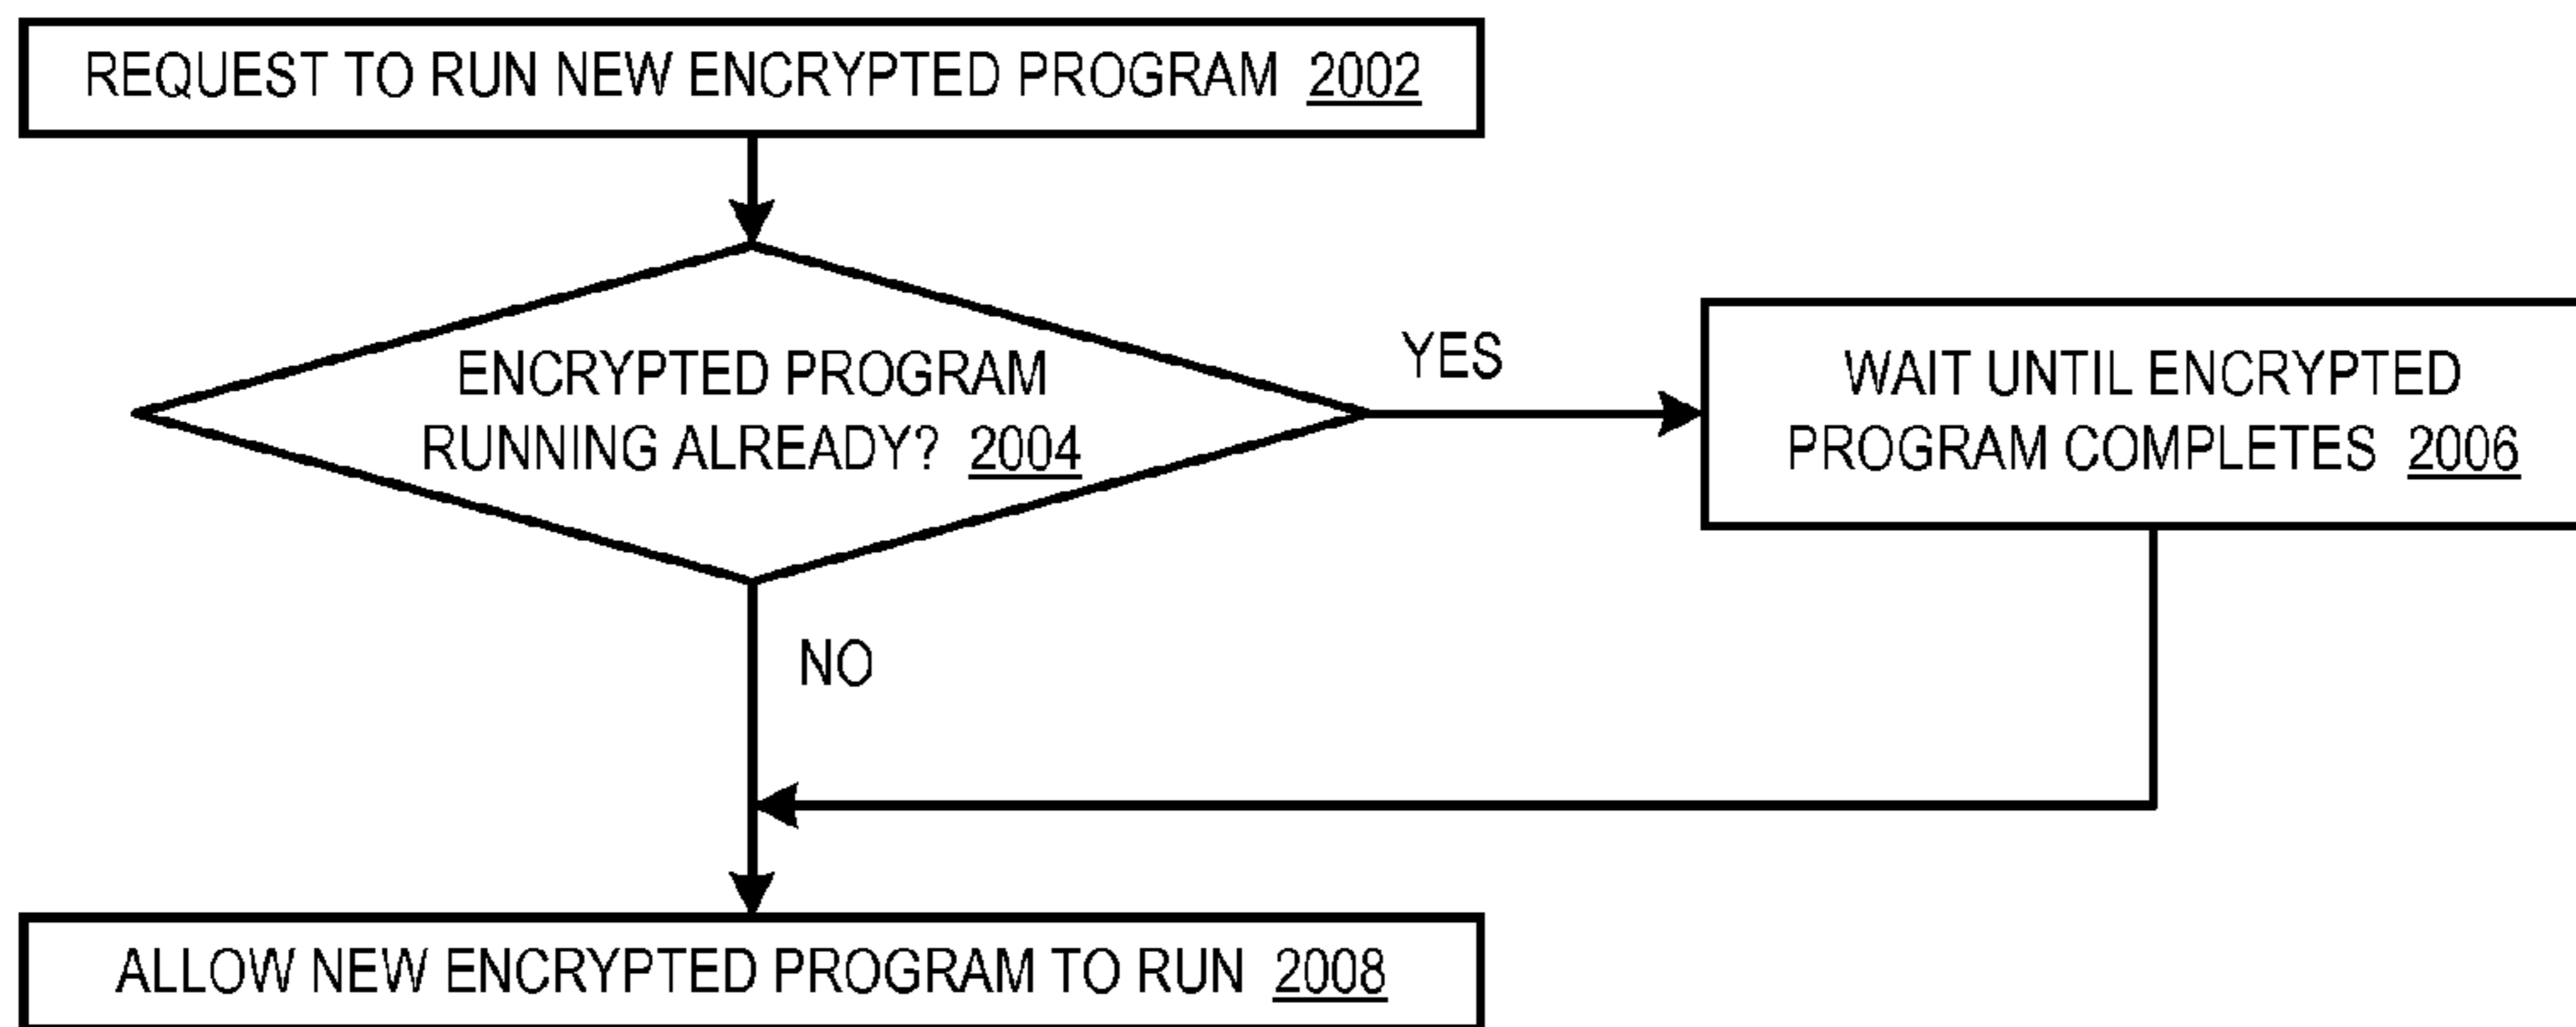 REQUEST TO RUN NEW ENCRYPTED PROGRAM 2002
ENCRYPTED PROGRAM
RUNNING ALREADY? 2004
YES
WAIT UNTIL ENCRYPTED
PROGRAM COMPLETES 2006
NO
ALLOW NEW ENCRYPTED PROGRAM TO RUN 2008